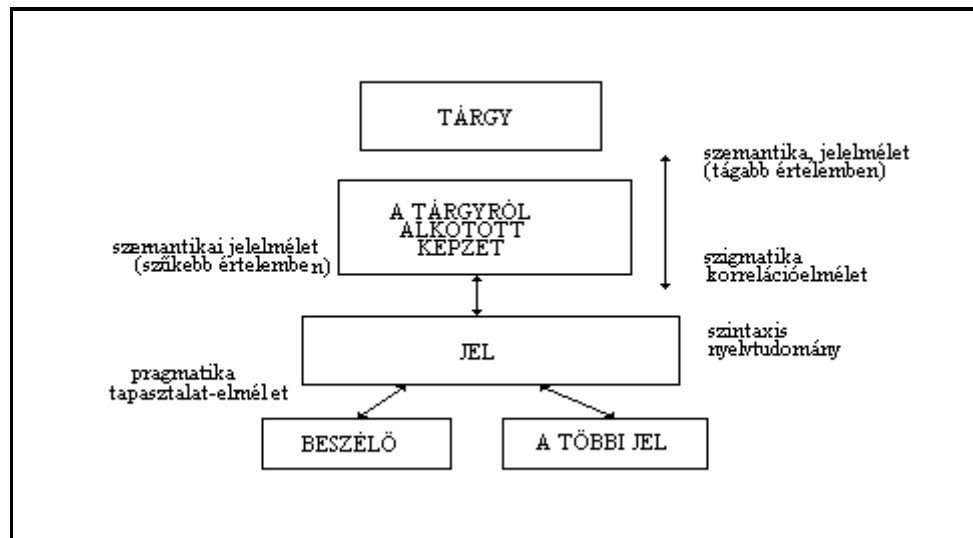 TÁRGY
szemantika, jelelmélet
(tágabb értelemben)
A TÁRGYRÓL
ALKOTOTT
KÉPZET
szemantikai jelelmélet
(szűkebb értelemben)
szigmatika
korrelációelmélet
JEL
szintaxis
nyelvtudomány
pragmatika
tapasztalat-elmélet
BESZÉLŐ
A TÖBBI JEL